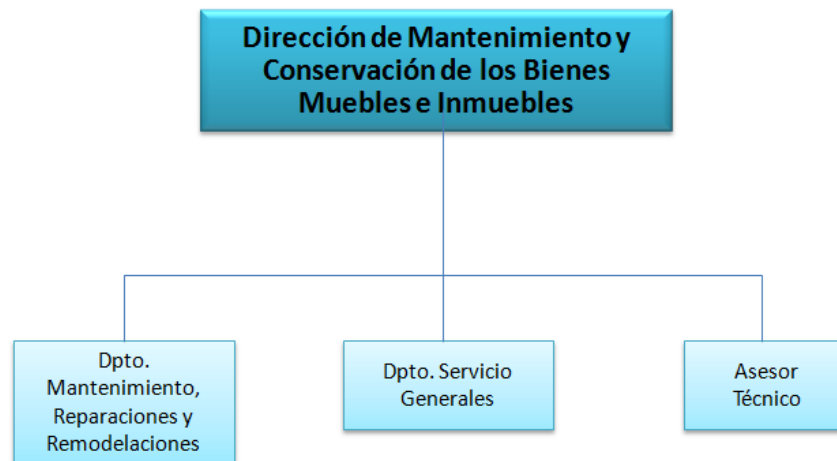 Dirección de Mantenimiento y
Conservación de los Bienes
Muebles e Inmuebles
Dpto.
Mantenimiento,
Reparaciones y
Remodelaciones
Dpto. Servicio
Generales
Asesor
Técnico